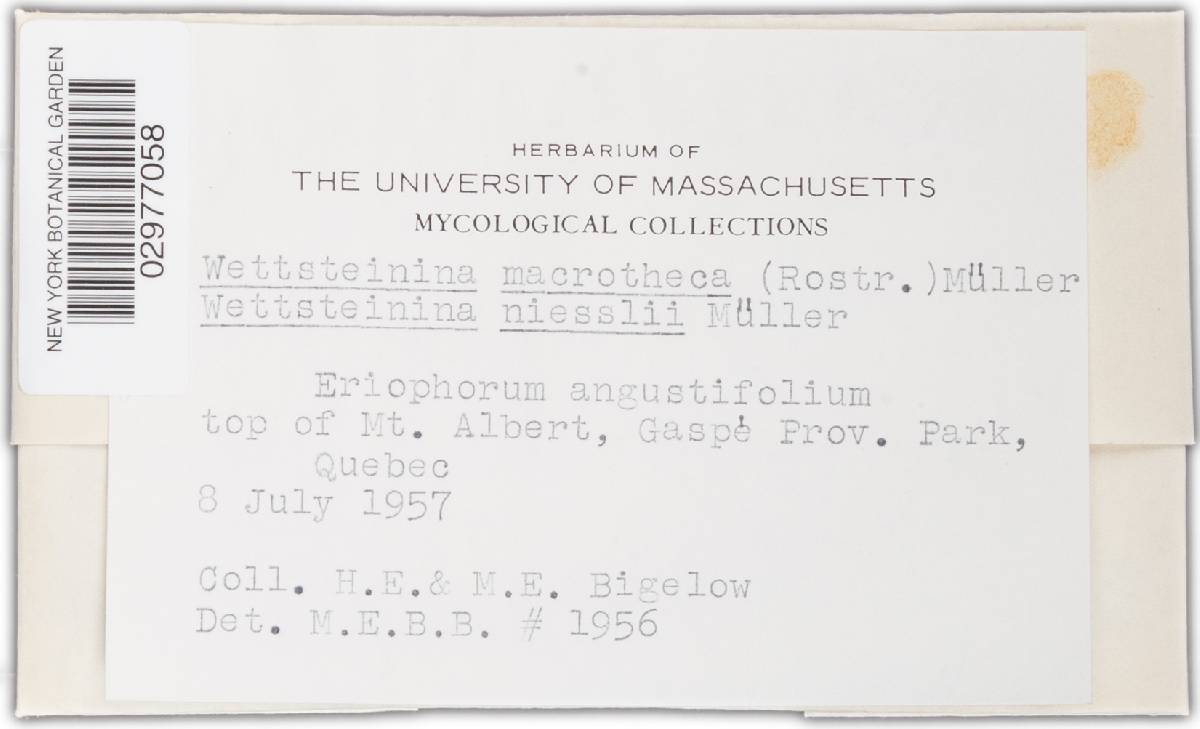 NEW YORK BOTANICAL GARDEN
02977058
HERBARIUM OF
THE UNIVERSITY OF MASSACHUSETTS
MYCOLOGICAL COLLECTIONS
Wettsteinina macrotheca (Rostr.)Müller
Wettsteinina niesslii Müller
Eriophorum angustifolium
top of Mt. Albert, Gaspé Prov. Park,
Quebec
8 July 1957
Coll. H.E.& M.E. Bigelow
Det. M.E.B.B. # 1956